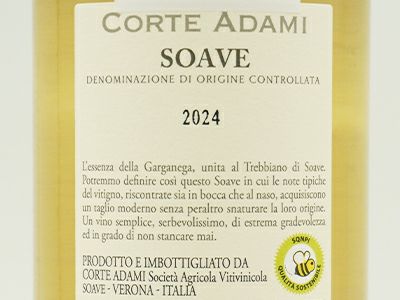 CORTE ADAMI
SOAVE
DENOMINAZIONE DI ORIGINE CONTROLLATA
2024
L'essenza della Garganega, unita al Trebbiano di Soave.
Potremmo definire così questo Soave in cui le note tipiche
del vitigno, riscontrate sia in bocca che al naso, acquisiscono
un taglio moderno senza peraltro snaturare la loro origine.
Un vino semplice, serbevolissimo, di estrema gradevolezza
ed in grado di non stancare mai.
PRODOTTO E IMBOTTIGLIATO DA
CORTE ADAMI Società Agricola Vitivinicola
SOAVE - VERONA - ITALIA
SQNPI
QUALITÀ SOSTENIBILE